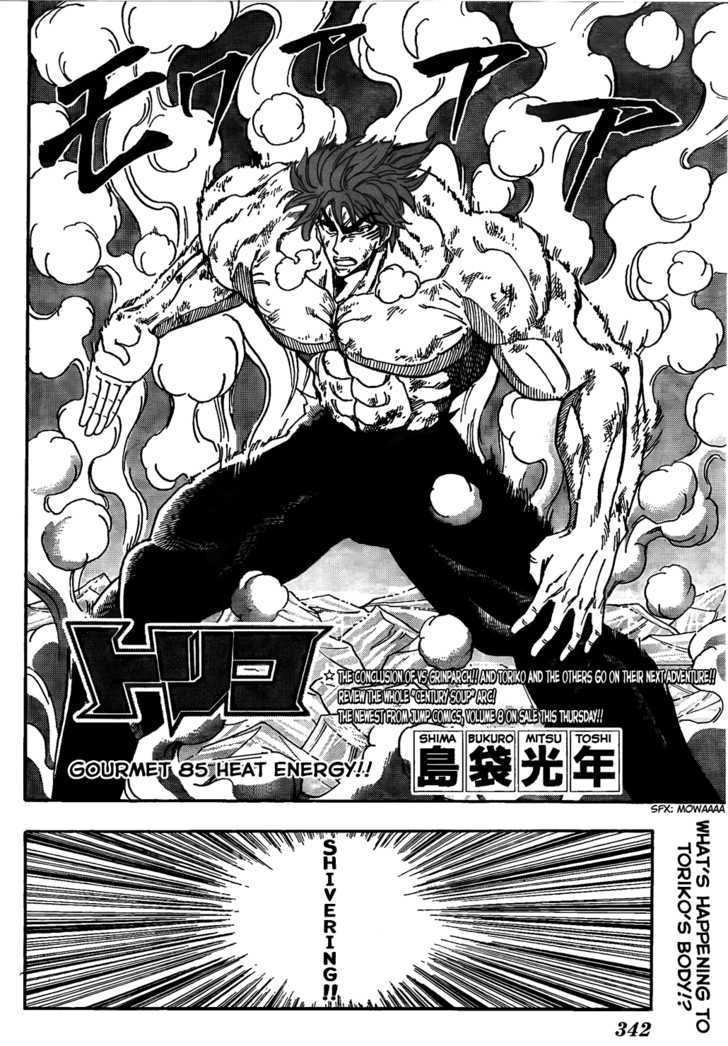 モワァァァァ
トリコ
GOURMET 85 HEAT ENERGY!!
☆ THE CONCLUSION OF VS GRINPARCH!! AND TORIKO AND THE OTHERS GO ON THEIR NEXT ADVENTURE!!
REVIEW THE WHOLE "CENTURY SOUP" ARC!
THE NEWEST FROM JUMP COMICS, VOLUME 8 ON SALE THIS THURSDAY!!
SHIMA BUKURO MITSU TOSHI
島袋光年
SFX: MOWAAAA
WHAT'S HAPPENING TO
TORIKO'S BODY!?
SHIVERING!!
342